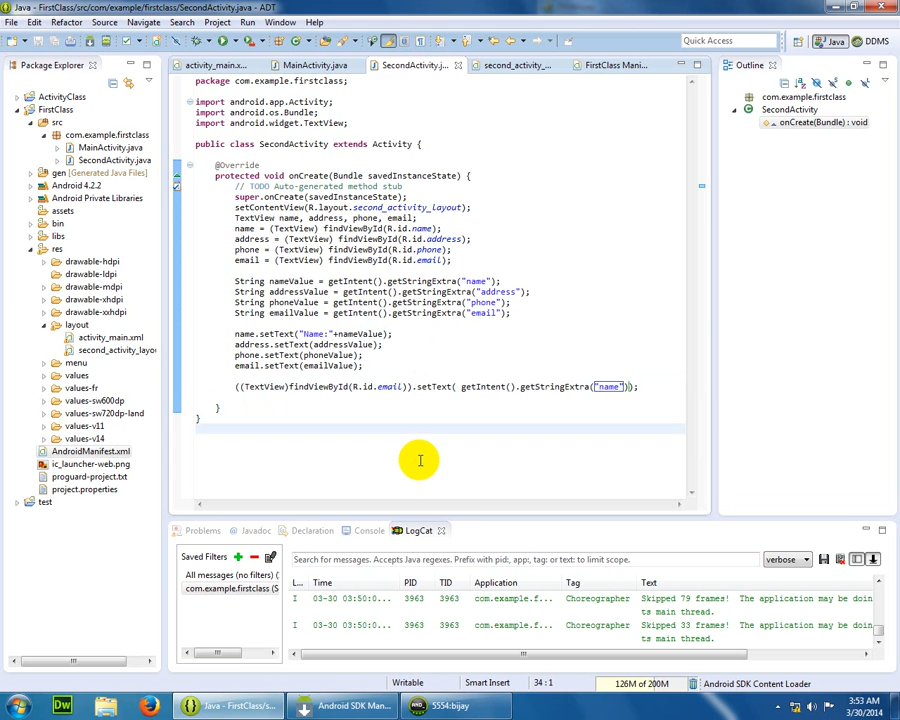 Java - FirstClass/src/com/example/firstclass/SecondActivity.java - ADT
File Edit Refactor Source Navigate Search Project Run Window Help
Quick Access
Java
DDMS
Package Explorer
ActivityClass
FirstClass
src
com.example.firstclass
MainActivity.java
SecondActivity.java
gen [Generated Java Files]
Android 4.2.2
Android Private Libraries
assets
bin
libs
res
drawable-hdpi
drawable-ldpi
drawable-mdpi
drawable-xhdpi
drawable-xxhdpi
layout
activity_main.xml
second_activity_layou
menu
values
values-fr
values-sw600dp
values-sw720dp-land
values-v11
values-v14
AndroidManifest.xml
ic_launcher-web.png
proguard-project.txt
project.properties
test
activity_main.x... MainActivity.java SecondActivity.j... second_activity_... FirstClass Mani...
package com.example.firstclass;
import android.app.Activity;
import android.os.Bundle;
import android.widget.TextView;
public class SecondActivity extends Activity {
@Override
protected void onCreate(Bundle savedInstanceState) {
// TODO Auto-generated method stub
super.onCreate(savedInstanceState);
setContentView(R.layout.second_activity_layout);
TextView name, address, phone, email;
name = (TextView) findViewById(R.id.name);
address = (TextView) findViewById(R.id.address);
phone = (TextView) findViewById(R.id.phone);
email = (TextView) findViewById(R.id.email);
String nameValue = getIntent().getStringExtra("name");
String addressValue = getIntent().getStringExtra("address");
String phoneValue = getIntent().getStringExtra("phone");
String emailValue = getIntent().getStringExtra("email");
name.setText("Name:"+nameValue);
address.setText(addressValue);
phone.setText(phoneValue);
email.setText(emailValue);
((TextView)findViewById(R.id.email)).setText( getIntent().getStringExtra("name"));
}
}
Outline
com.example.firstclass
SecondActivity
onCreate(Bundle) : void
Problems Javadoc Declaration Console LogCat
Saved Filters
All messages (no filters)
com.example.firstclass (S
Search for messages. Accepts Java regexes. Prefix with pid:, app:, tag: or text: to limit scope.
verbose
L... Time PID TID Application Tag Text
I 03-30 03:50:0... 3963 3963 com.example.f... Choreographer Skipped 79 frames! The application may be doin
ts main thread.
I 03-30 03:50:0... 3963 3963 com.example.f... Choreographer Skipped 33 frames! The application may be doin
ts main thread.
Writable Smart Insert 34 : 1 126M of 200M Android SDK Content Loader
Dw
Java - FirstClass/s...
Android SDK Man...
5554:bijay
3:53 AM
3/30/2014